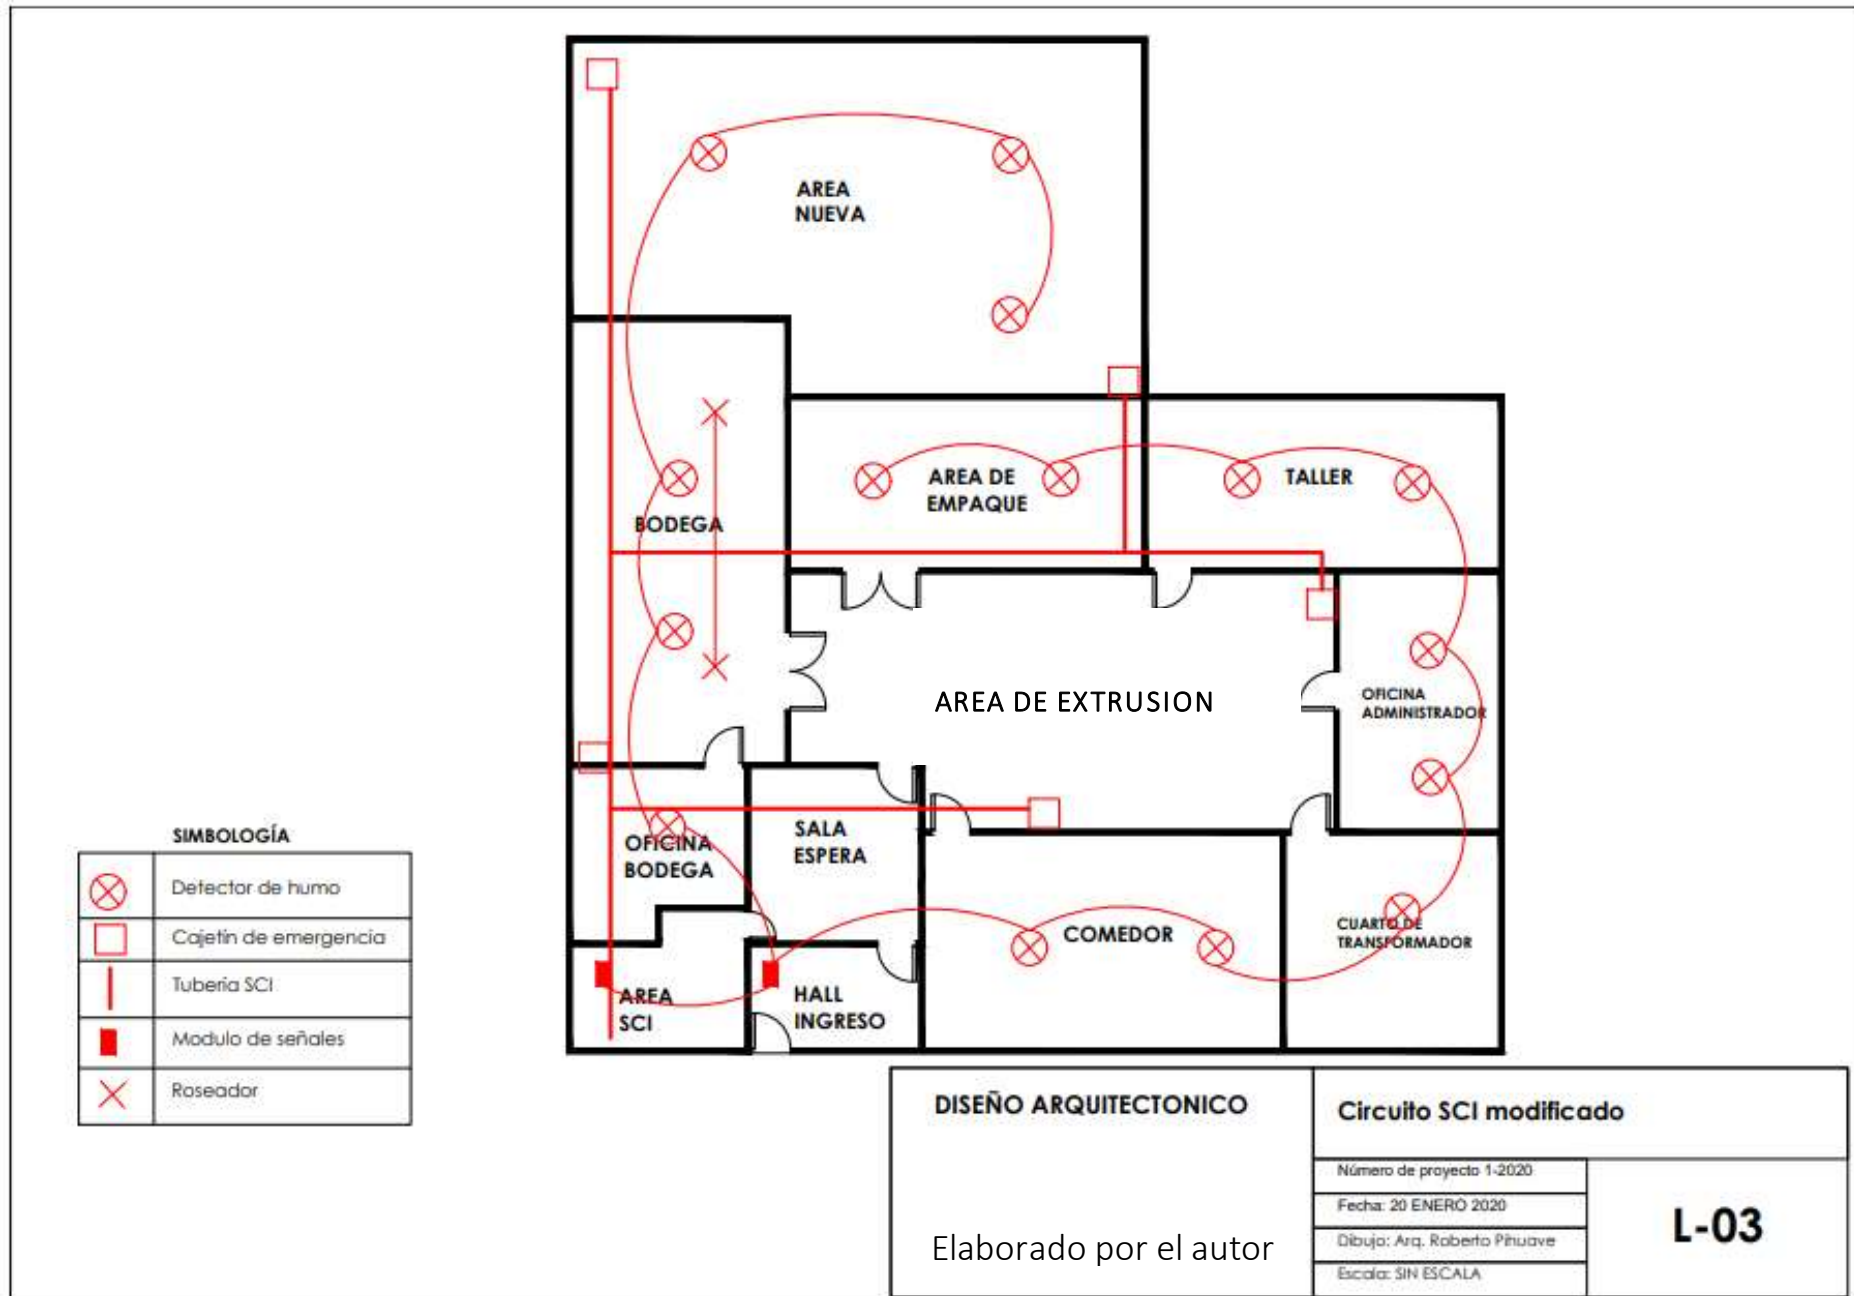 AREA
NUEVA
BODEGA
AREA DE
EMPAQUE
TALLER
AREA DE EXTRUSION
OFICINA
ADMINISTRADOR
OFICINA
BODEGA
SALA
ESPERA
COMEDOR
CUARTO DE
TRANSFORMADOR
AREA
SCI
HALL
INGRESO
SIMBOLOGÍA
Detector de humo
Cajetín de emergencia
Tubería SCI
Modulo de señales
Roseador
DISEÑO ARQUITECTONICO
Elaborado por el autor
Circuito SCI modificado
Número de proyecto 1-2020
Fecha: 20 ENERO 2020
Dibujo: Arq. Roberto Pihuave
Escala: SIN ESCALA
L-03